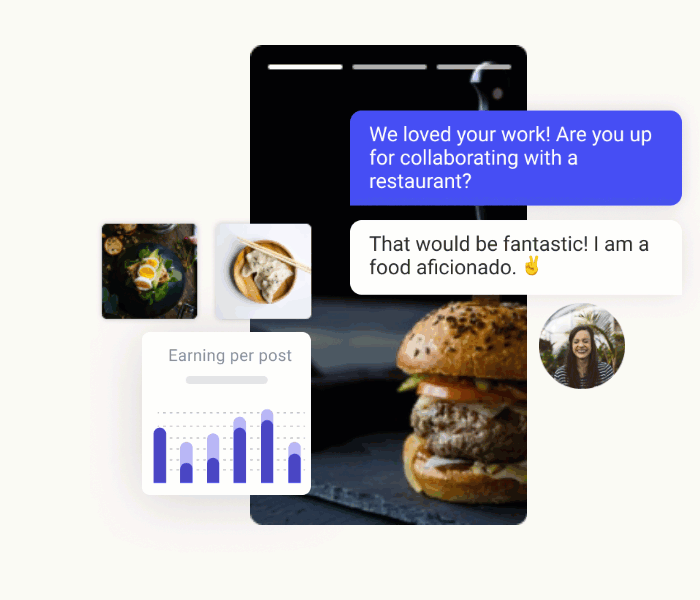 We loved your work! Are you up
for collaborating with a
restaurant?
That would be fantastic! I am a
food aficionado. ✌️
Earning per post